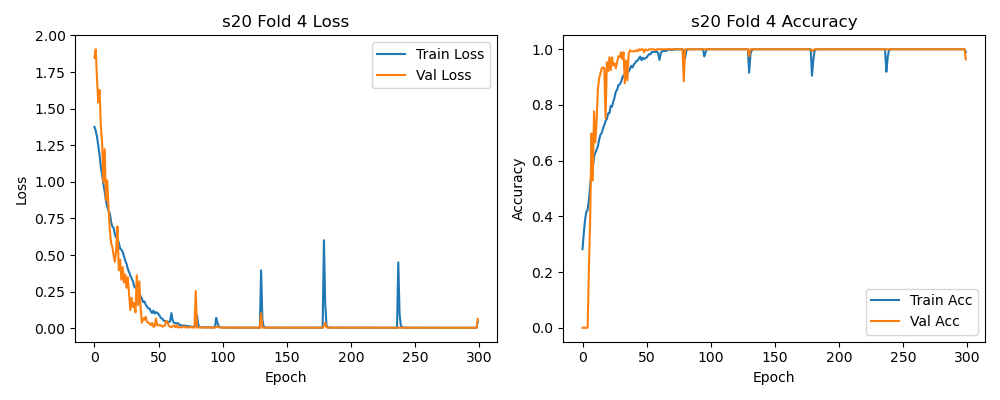 s20 Fold 4 Loss
Loss
2.00
1.75
1.50
1.25
1.00
0.75
0.50
0.25
0.00
0
50
100
150
200
250
300
Epoch
Train Loss
Val Loss
s20 Fold 4 Accuracy
Accuracy
1.0
0.8
0.6
0.4
0.2
0.0
0
50
100
150
200
250
300
Epoch
Train Acc
Val Acc